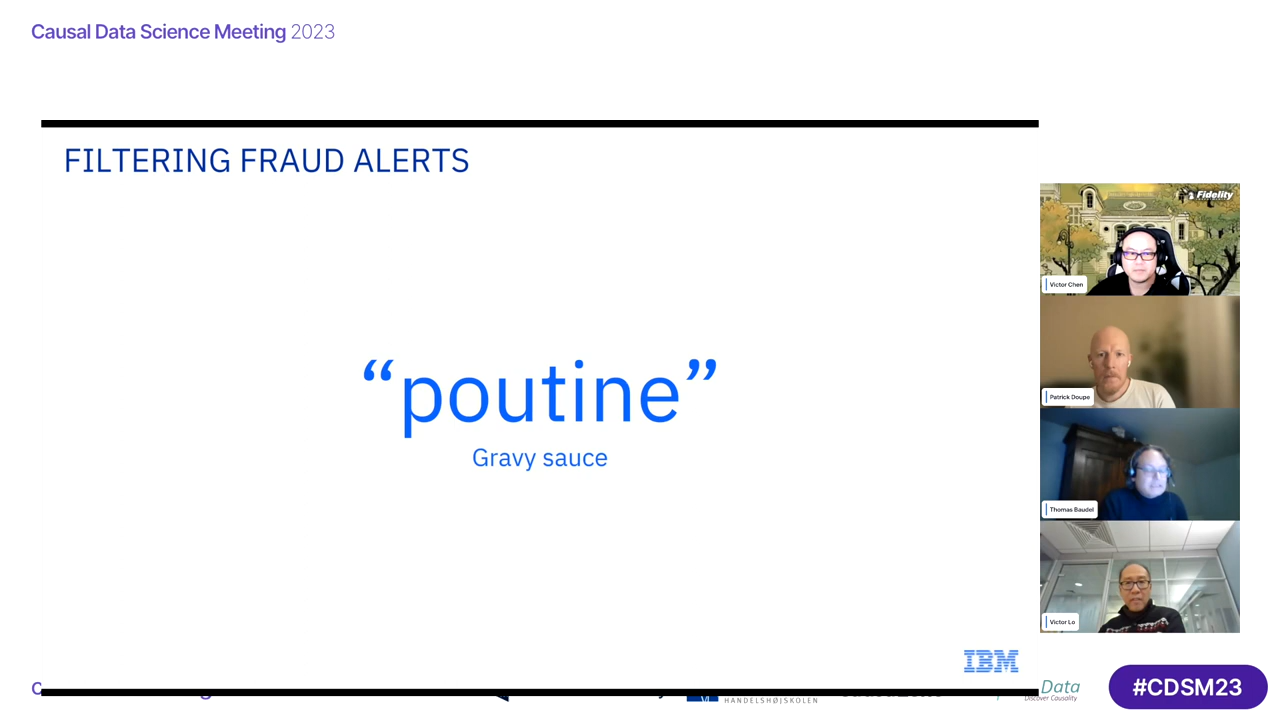 Causal Data Science Meeting 2023
FILTERING FRAUD ALERTS
“poutine”
Gravy sauce
Fidelity
Victor Chen
Patrick Doupe
Thomas Baudel
Victor Lo
IBM
HANDELSHØJSKOLEN
Data
Discover Causality
#CDSM23